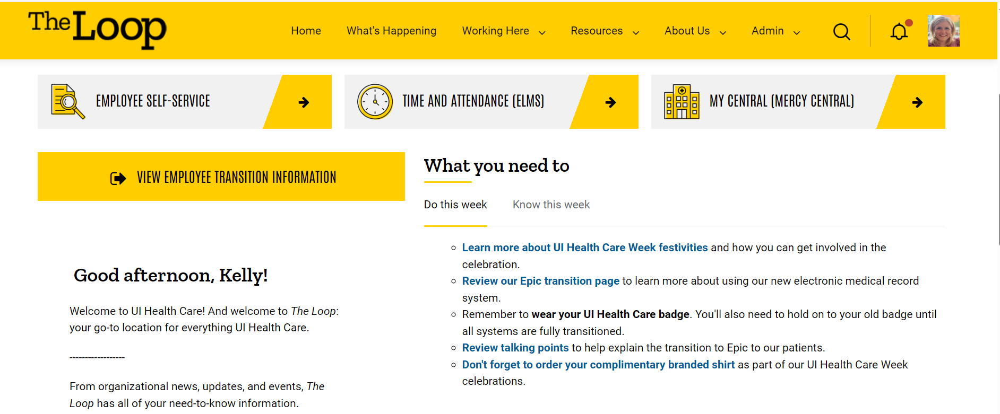 The Loop
Home What's Happening Working Here Resources About Us Admin
EMPLOYEE SELF-SERVICE
TIME AND ATTENDANCE (ELMS)
MY CENTRAL (MERCY CENTRAL)
VIEW EMPLOYEE TRANSITION INFORMATION
Good afternoon, Kelly!
Welcome to UI Health Care! And welcome to The Loop:
your go-to location for everything UI Health Care.
------------------
From organizational news, updates, and events, The
Loop has all of your need-to-know information.
What you need to
Do this week Know this week
Learn more about UI Health Care Week festivities and how you can get involved in the
celebration.
Review our Epic transition page to learn more about using our new electronic medical record
system.
Remember to wear your UI Health Care badge. You'll also need to hold on to your old badge until
all systems are fully transitioned.
Review talking points to help explain the transition to Epic to our patients.
Don't forget to order your complimentary branded shirt as part of our UI Health Care Week
celebrations.